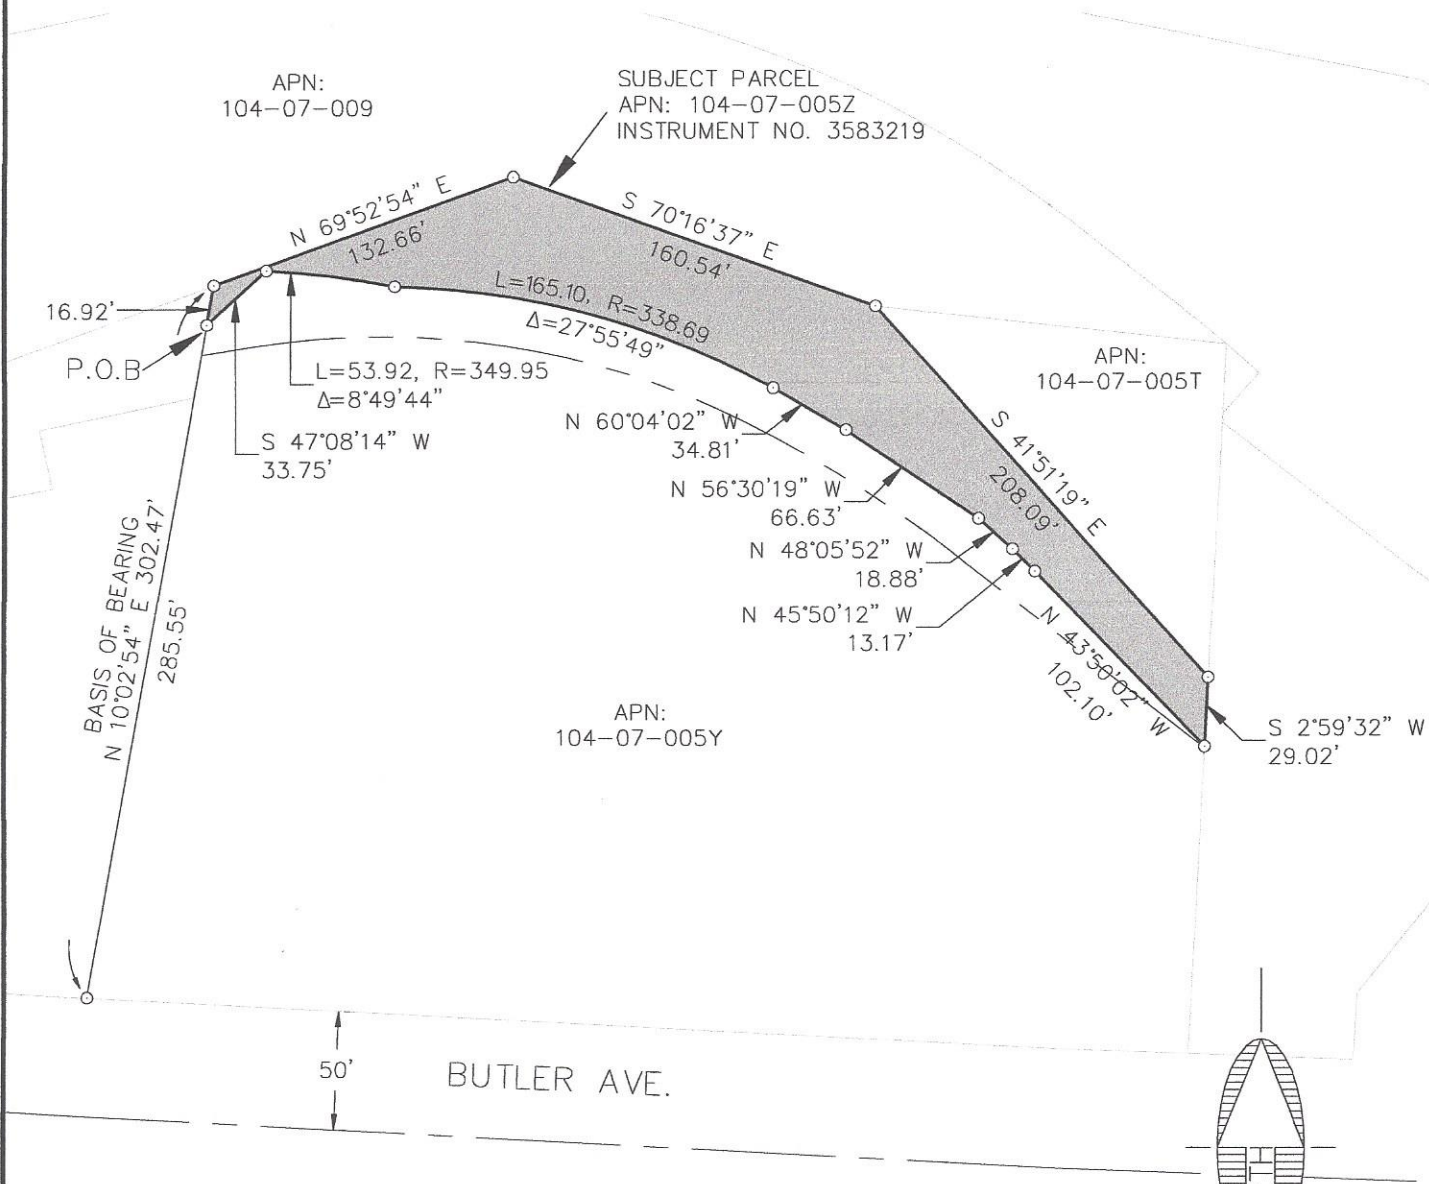 APN:
104-07-009
SUBJECT PARCEL
APN: 104-07-005Z
INSTRUMENT NO. 3583219
N 69°52'54" E
132.66'
S 70°16'37" E
160.54'
16.92'
P.O.B
L=165.10, R=338.69
Δ=27°55'49"
L=53.92, R=349.95
Δ=8°49'44"
S 47°08'14" W
33.75'
APN:
104-07-005T
N 60°04'02" W
34.81'
S 41°51'19" E
208.09'
N 56°30'19" W
66.63'
N 48°05'52" W
18.88'
N 45°50'12" W
13.17'
N 43°50'02" W
102.10'
BASIS OF BEARING
N 10°02'54" E 302.47'
285.55'
APN:
104-07-005Y
S 2°59'32" W
29.02'
50'
BUTLER AVE.